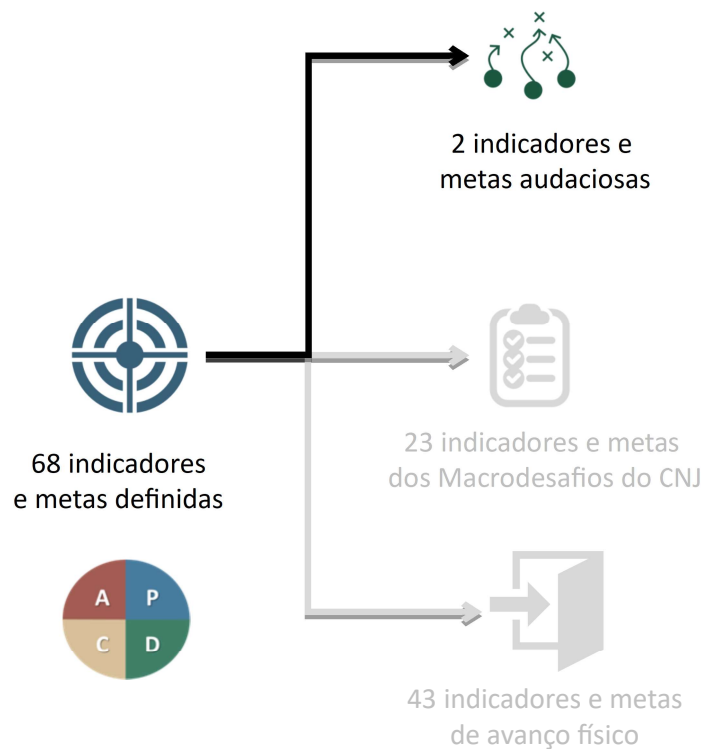 2 indicadores e
metas audaciosas
68 indicadores
e metas definidas
23 indicadores e metas
dos Macrodesafios do CNJ
A P
C D
43 indicadores e metas
de avanço físico